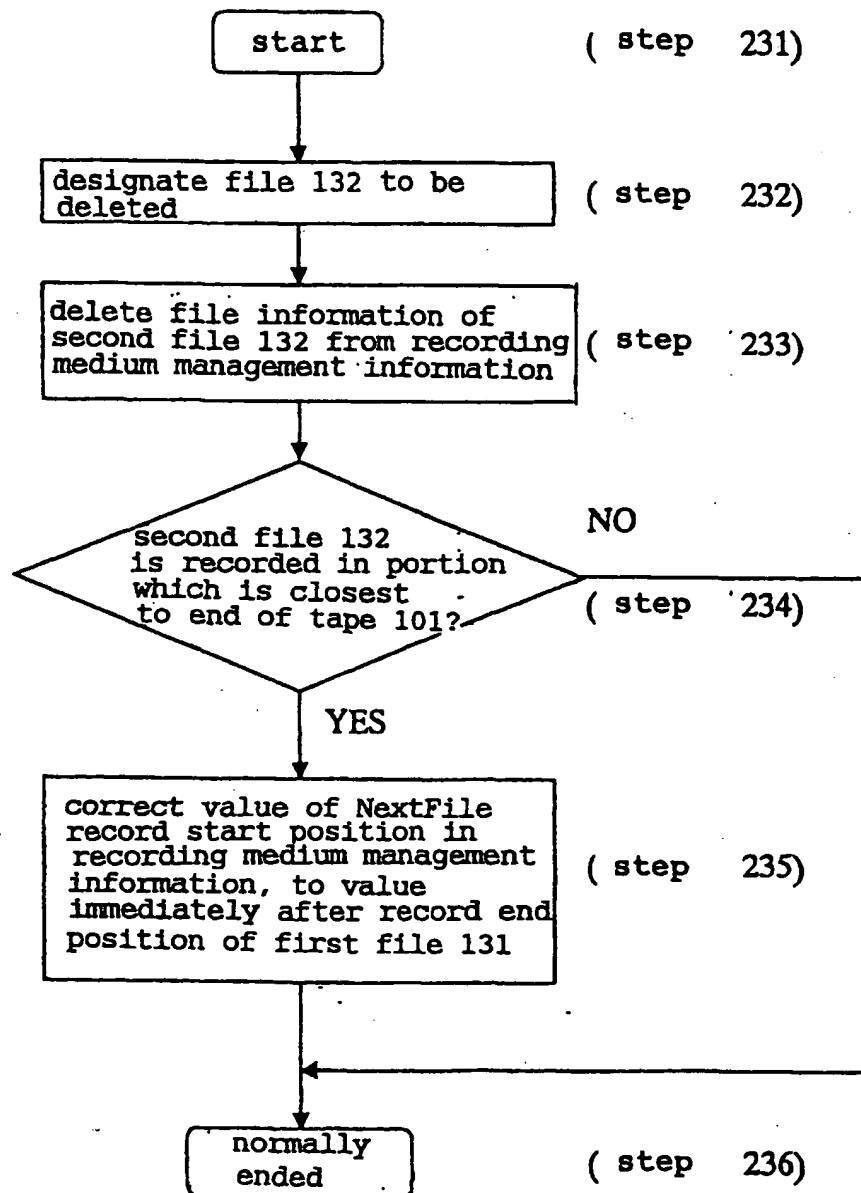 start
( step 231)
designate file 132 to be
deleted
( step 232)
delete file information of
second file 132 from recording
medium management information
( step 233)
second file 132
is recorded in portion
which is closest
to end of tape 101?
NO
( step 234)
YES
correct value of NextFile
record start position in
recording medium management
information, to value
immediately after record end
position of first file 131
( step 235)
normally
ended
( step 236)